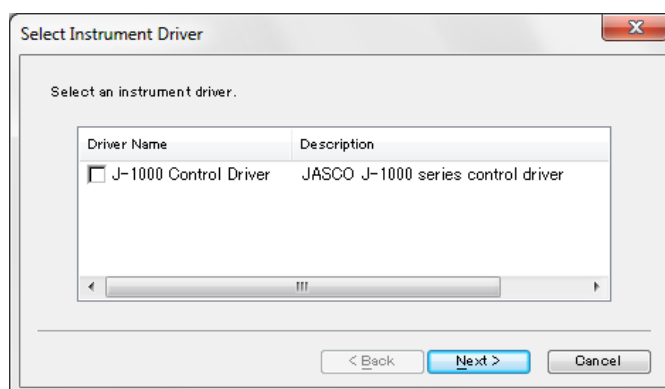 Select Instrument Driver
Select an instrument driver.
Driver Name Description
J-1000 Control Driver JASCO J-1000 series control driver
< Back Next > Cancel